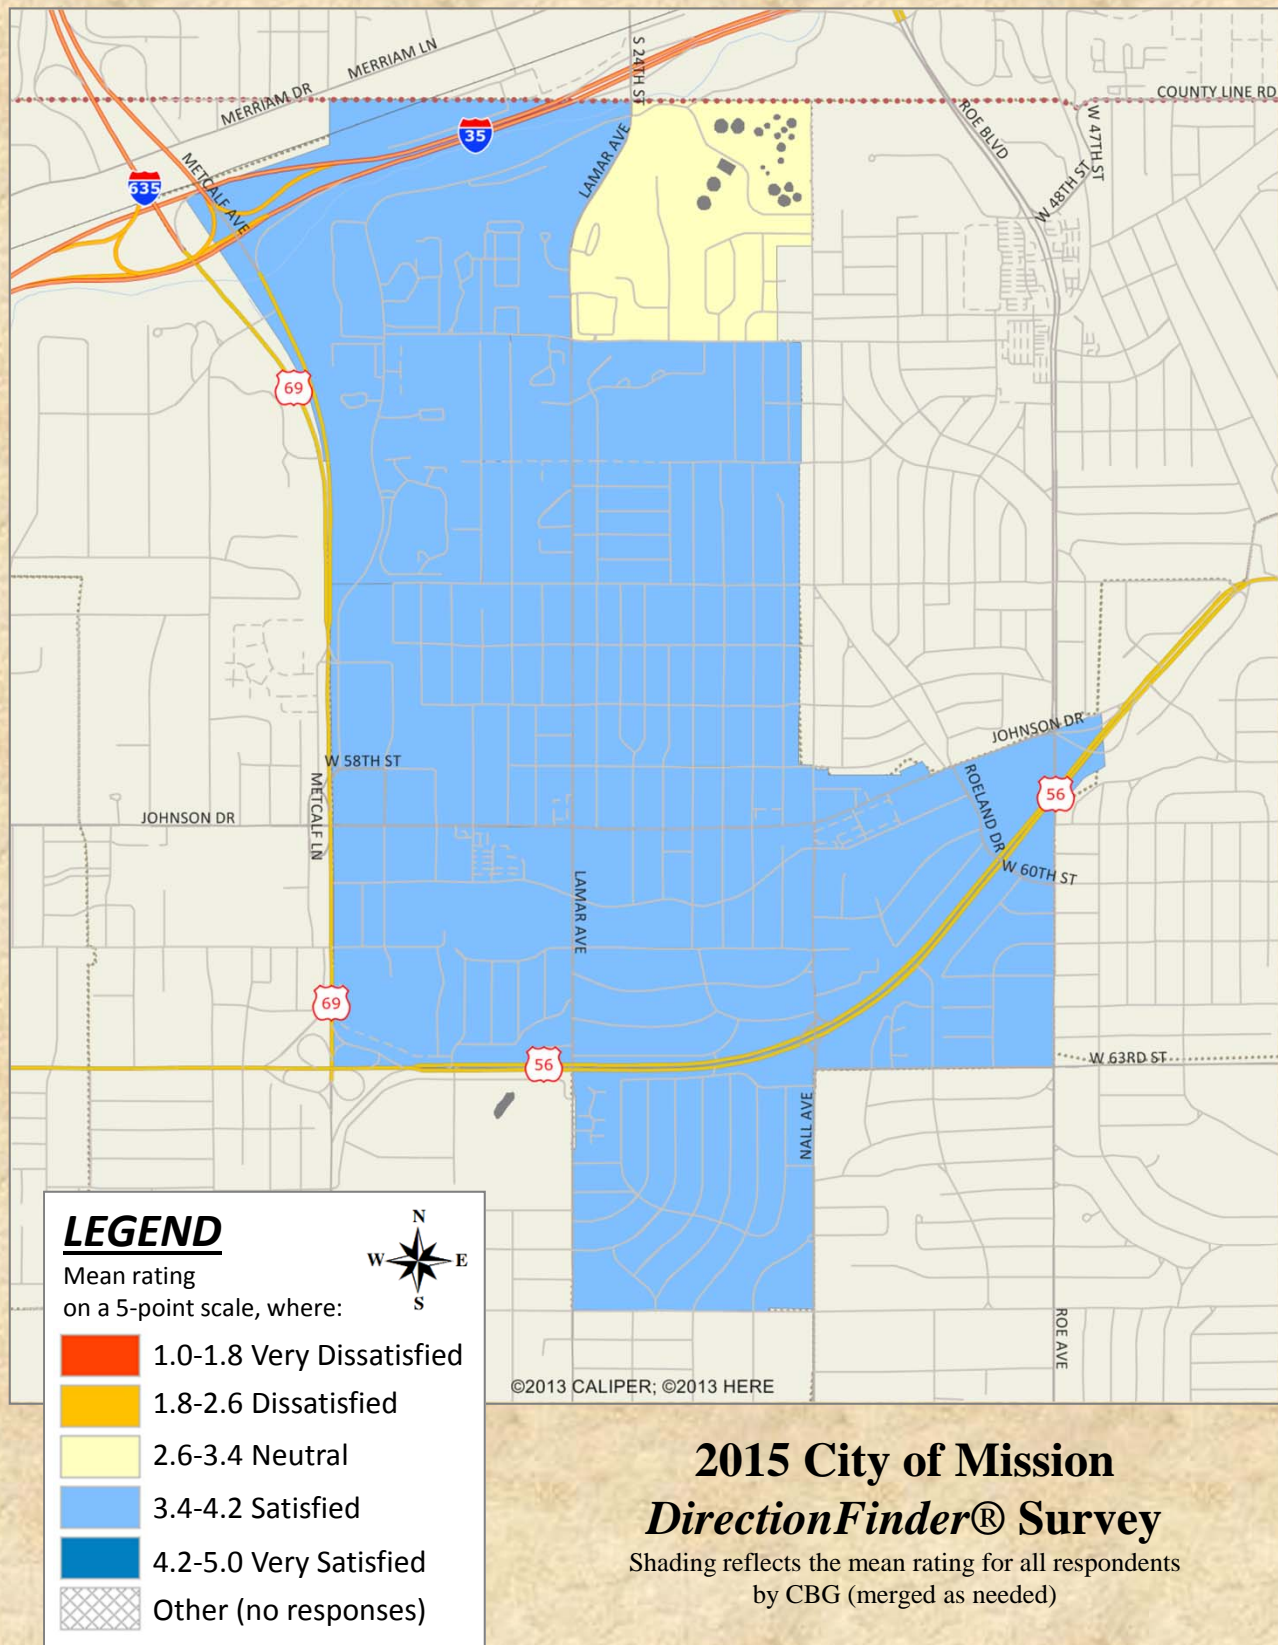 MERRIAM LN
S 24TH ST
MERRIAM DR
COUNTY LINE RD
ROE BLVD
W 47TH ST
35
LAMAR AVE
METCALF AVE
635
W 48TH ST
69
JOHNSON DR
W 58TH ST
ROELAND DR
56
METCALF LN
JOHNSON DR
W 60TH ST
LAMAR AVE
69
56
W 63RD ST
NALL AVE
ROE AVE
©2013 CALIPER; ©2013 HERE
LEGEND
N
W E
S
Mean rating
on a 5-point scale, where:
1.0-1.8 Very Dissatisfied
1.8-2.6 Dissatisfied
2.6-3.4 Neutral
3.4-4.2 Satisfied
4.2-5.0 Very Satisfied
Other (no responses)
2015 City of Mission
DirectionFinder® Survey
Shading reflects the mean rating for all respondents
by CBG (merged as needed)